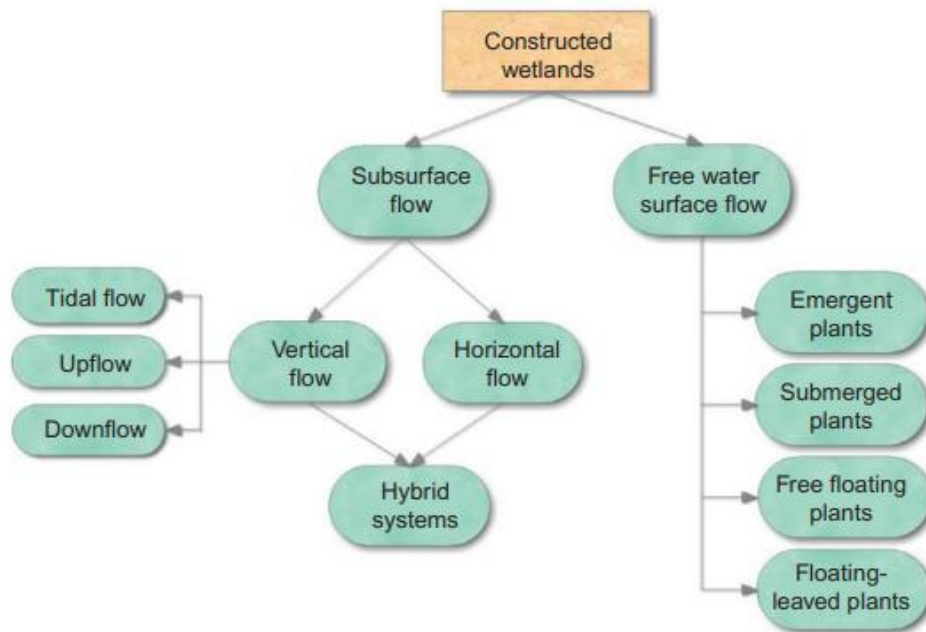 Constructed
wetlands
Subsurface
flow
Free water
surface flow
Tidal flow
Upflow
Downflow
Vertical
flow
Horizontal
flow
Hybrid
systems
Emergent
plants
Submerged
plants
Free floating
plants
Floating-
leaved plants